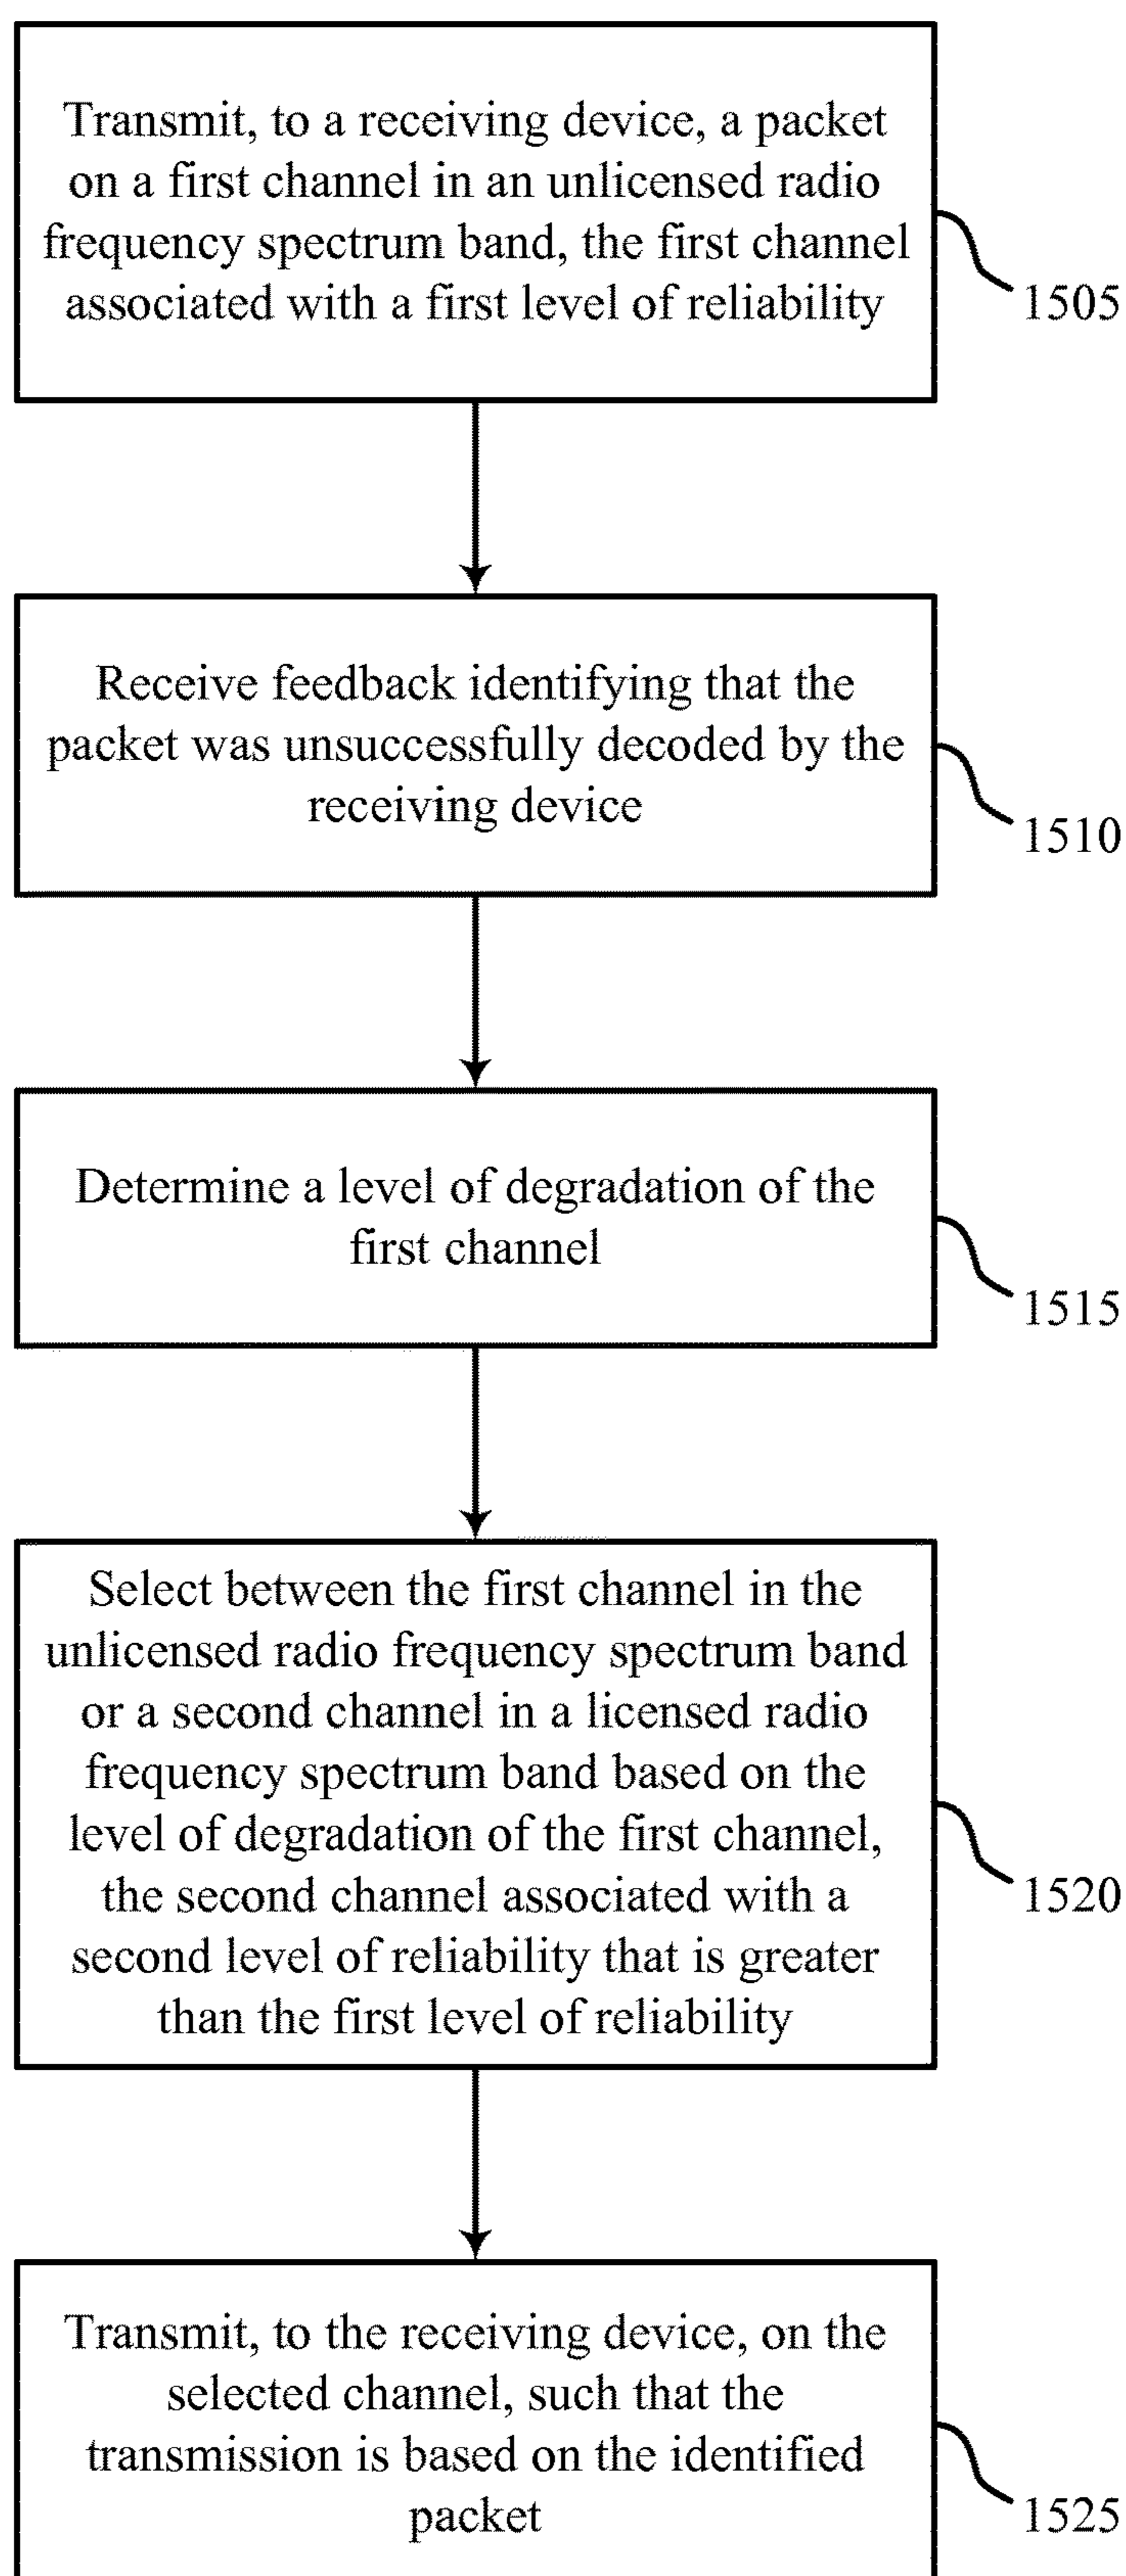 Transmit, to a receiving device, a packet
on a first channel in an unlicensed radio
frequency spectrum band, the first channel
associated with a first level of reliability
1505
Receive feedback identifying that the
packet was unsuccessfully decoded by the
receiving device
1510
Determine a level of degradation of the
first channel
1515
Select between the first channel in the
unlicensed radio frequency spectrum band
or a second channel in a licensed radio
frequency spectrum band based on the
level of degradation of the first channel,
the second channel associated with a
second level of reliability that is greater
than the first level of reliability
1520
Transmit, to the receiving device, on the
selected channel, such that the
transmission is based on the identified
packet
1525